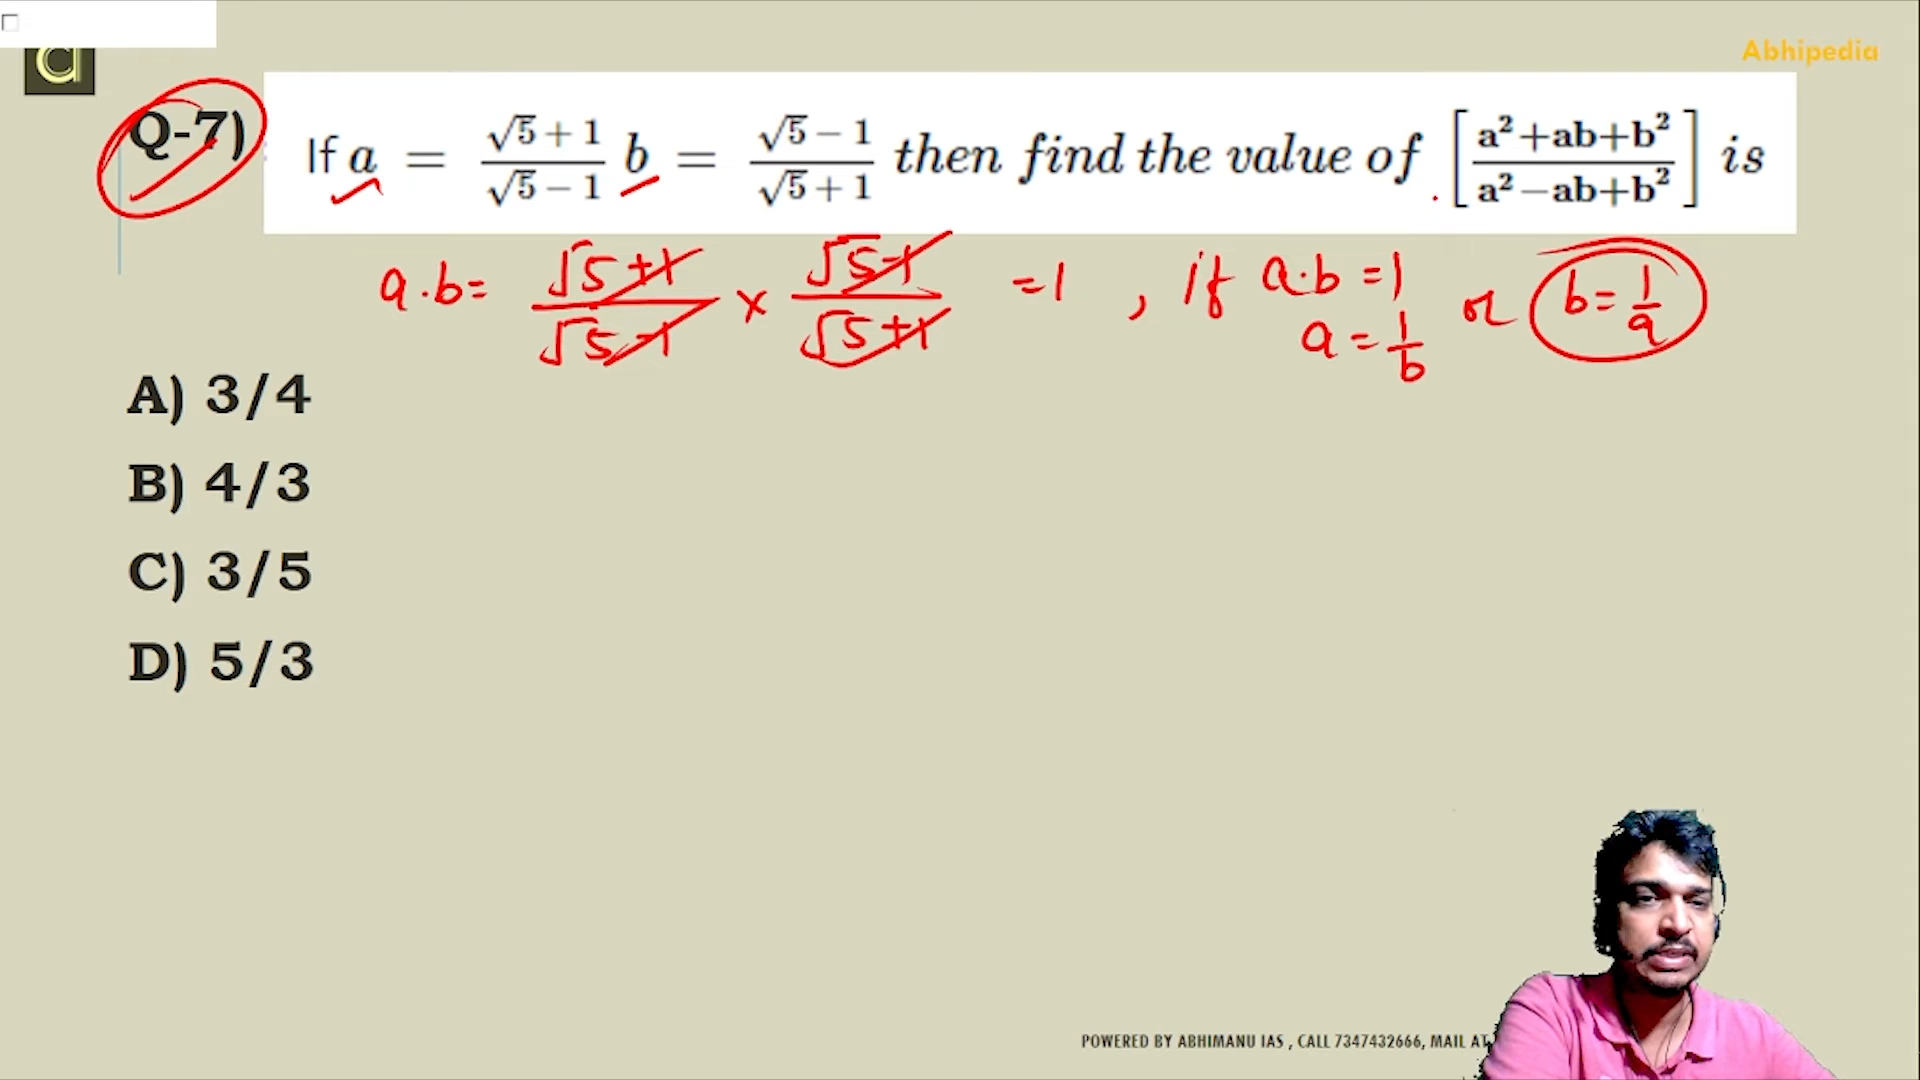 Abhipedia
a
Q-7)
If a = √5+1/√5−1 b = √5−1/√5+1 then find the value of [a²+ab+b²/a²−ab+b²] is
a.b= √5+1/√5-1 × √5-1/√5+1 =1 , if a.b=1 or b=1/a
a=1/b
A) 3/4
B) 4/3
C) 3/5
D) 5/3
POWERED BY ABHIMANU IAS , CALL 7347432666, MAIL AT